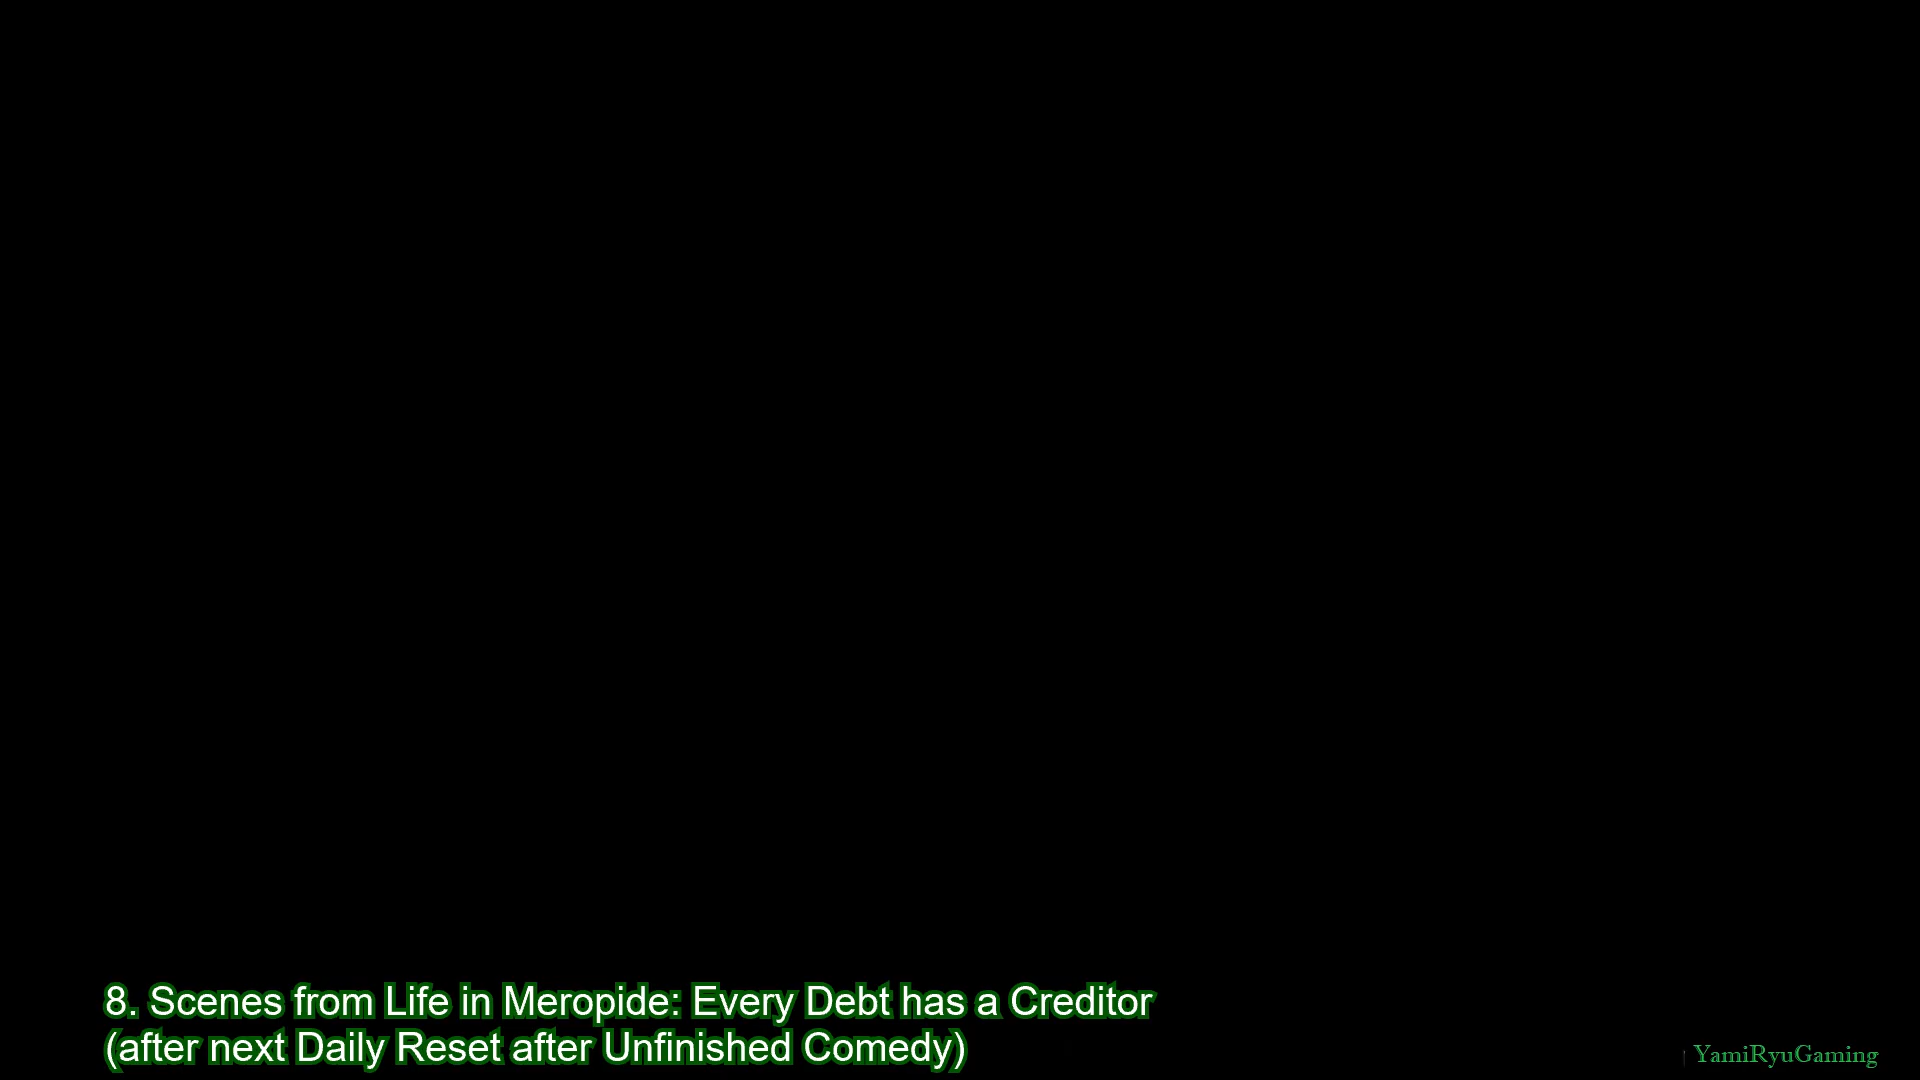 8. Scenes from Life in Meropide: Every Debt has a Creditor
(after next Daily Reset after Unfinished Comedy)
YamiRyuGaming